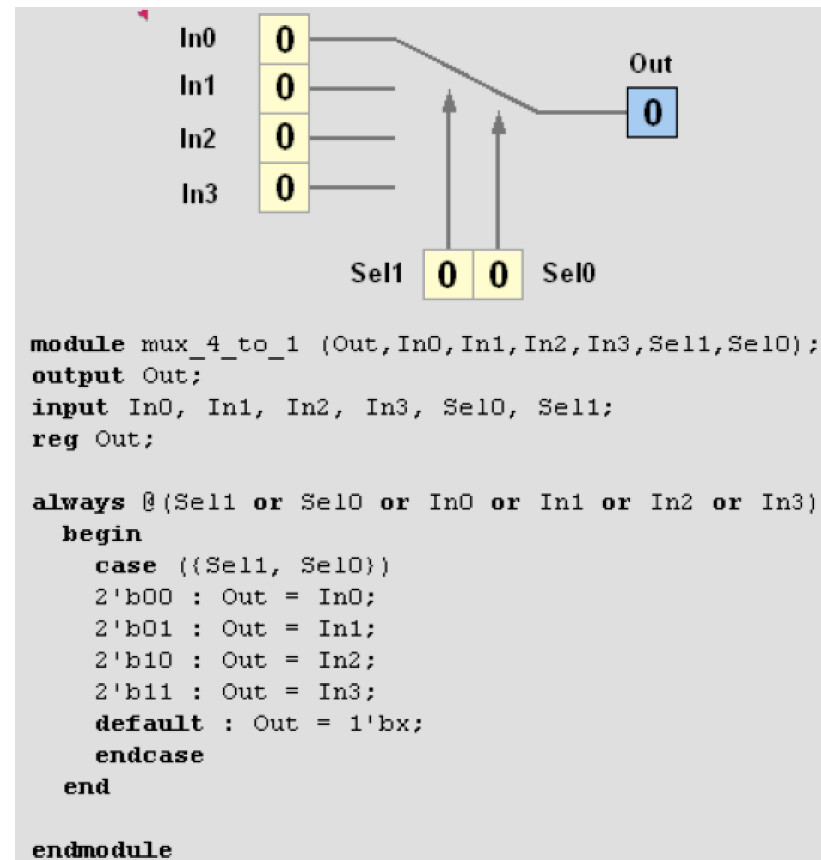 In0 0
Out
In1 0
0
In2 0
In3 0
Sel1 0 0 Sel0
module mux_4_to_1 (Out,In0,In1,In2,In3,Sel1,Sel0);
output Out;
input In0, In1, In2, In3, Sel0, Sel1;
reg Out;
always @(Sel1 or Sel0 or In0 or In1 or In2 or In3)
begin
case ({Sel1, Sel0})
2'b00 : Out = In0;
2'b01 : Out = In1;
2'b10 : Out = In2;
2'b11 : Out = In3;
default : Out = 1'bx;
endcase
end
endmodule